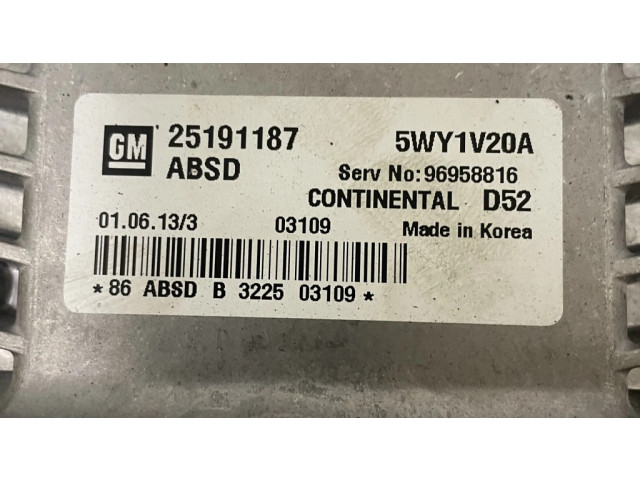 GM 25191187 5WY1V20A
ABSD Serv No: 96958816
CONTINENTAL D52
01.06.13/3 03109 Made in Korea
*86 ABSD B 3225 03109*